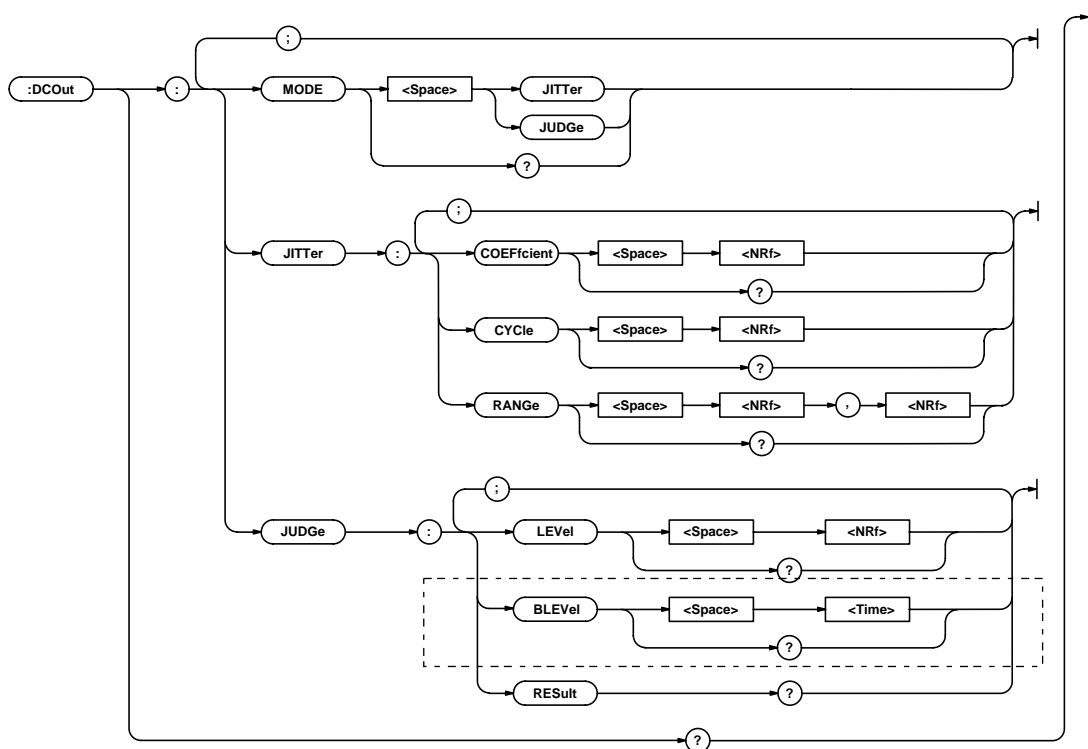 ;
:DCOut : MODE <Space> JITTer
JUDGe
?
;
JITTer : COEFfcient <Space> <NRf>
?
CYCle <Space> <NRf>
?
RANGe <Space> <NRf> , <NRf>
?
;
JUDGe : LEVel <Space> <NRf>
?
BLEVel <Space> <Time>
?
RESult ?
?